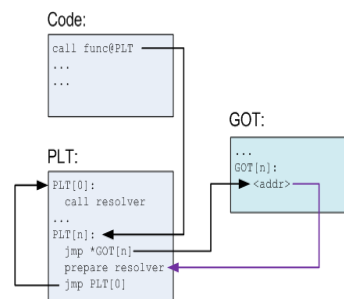 Code:
call func@PLT
...
...
GOT:
...
GOT[n]:
<addr>
PLT:
PLT[0]:
call resolver
...
PLT[n]:
jmp *GOT[n]
prepare resolver
jmp PLT[0]